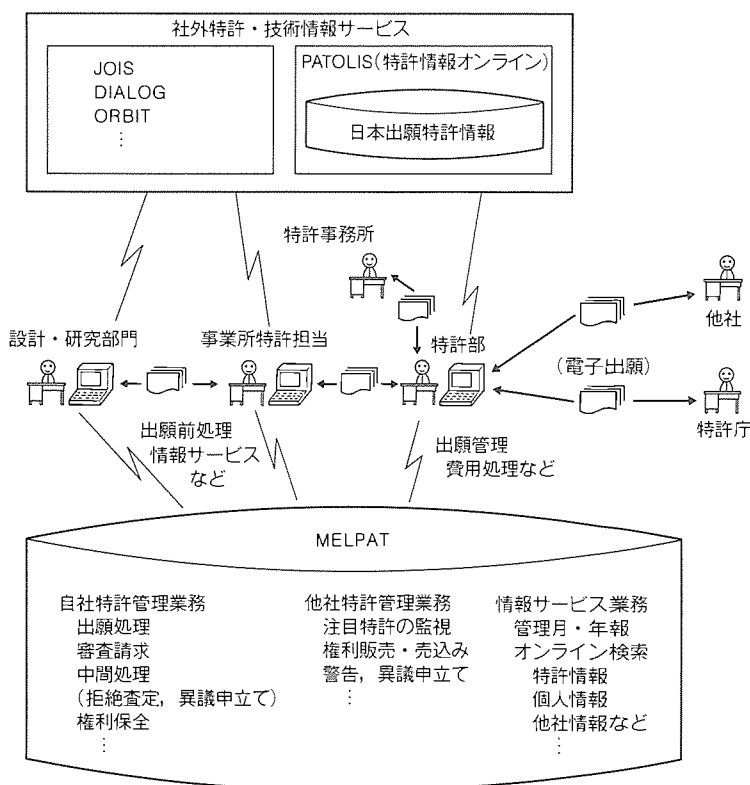 社外特許・技術情報サービス
JOIS
DIALOG
ORBIT
⋮
PATOLIS(特許情報オンライン)
日本出願特許情報
特許事務所
他社
設計・研究部門
事業所特許担当
特許部
(電子出願)
特許庁
出願前処理
情報サービス
など
出願管理
費用処理など
MELPAT
自社特許管理業務
出願処理
審査請求
中間処理
(拒絶査定,異議申立て)
権利保全
⋮
他社特許管理業務
注目特許の監視
権利販売・売込み
警告,異議申立て
⋮
情報サービス業務
管理月・年報
オンライン検索
特許情報
個人情報
他社情報など
⋮